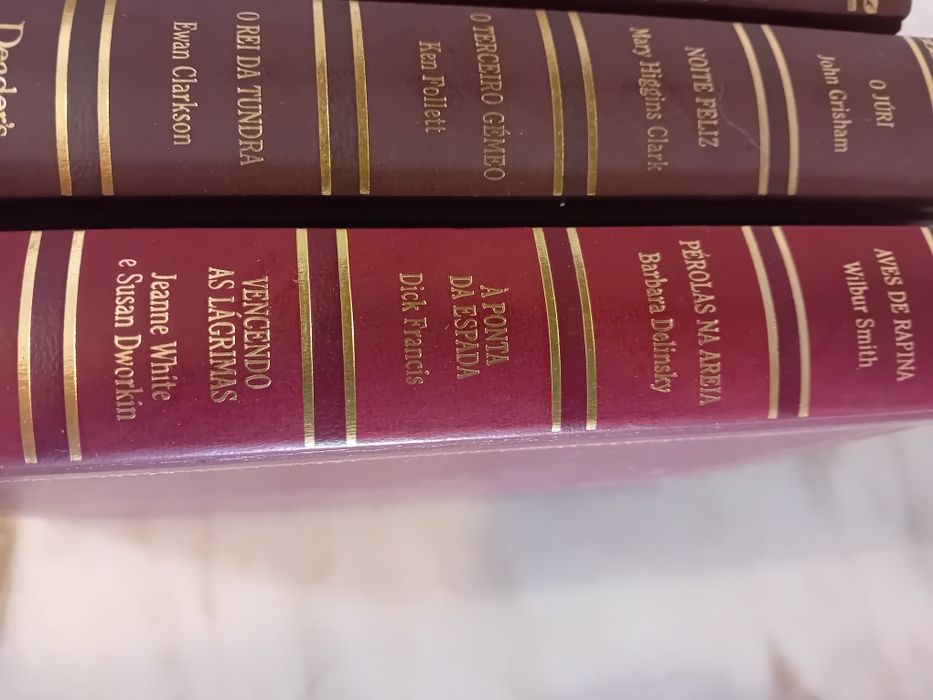 O JÚRI
John Grisham
NOITE FELIZ
Mary Higgins Clark
O TERCEIRO GÉMEO
Ken Follett
O REI DA TUNDRA
Ewan Clarkson
Reader's
AVES DE RAPINA
Wilbur Smith
PÉROLAS NA AREIA
Barbara Delinsky
À PONTA
DA ESPADA
Dick Francis
VENCENDO
AS LÁGRIMAS
Jeanne White
e Susan Dworkin